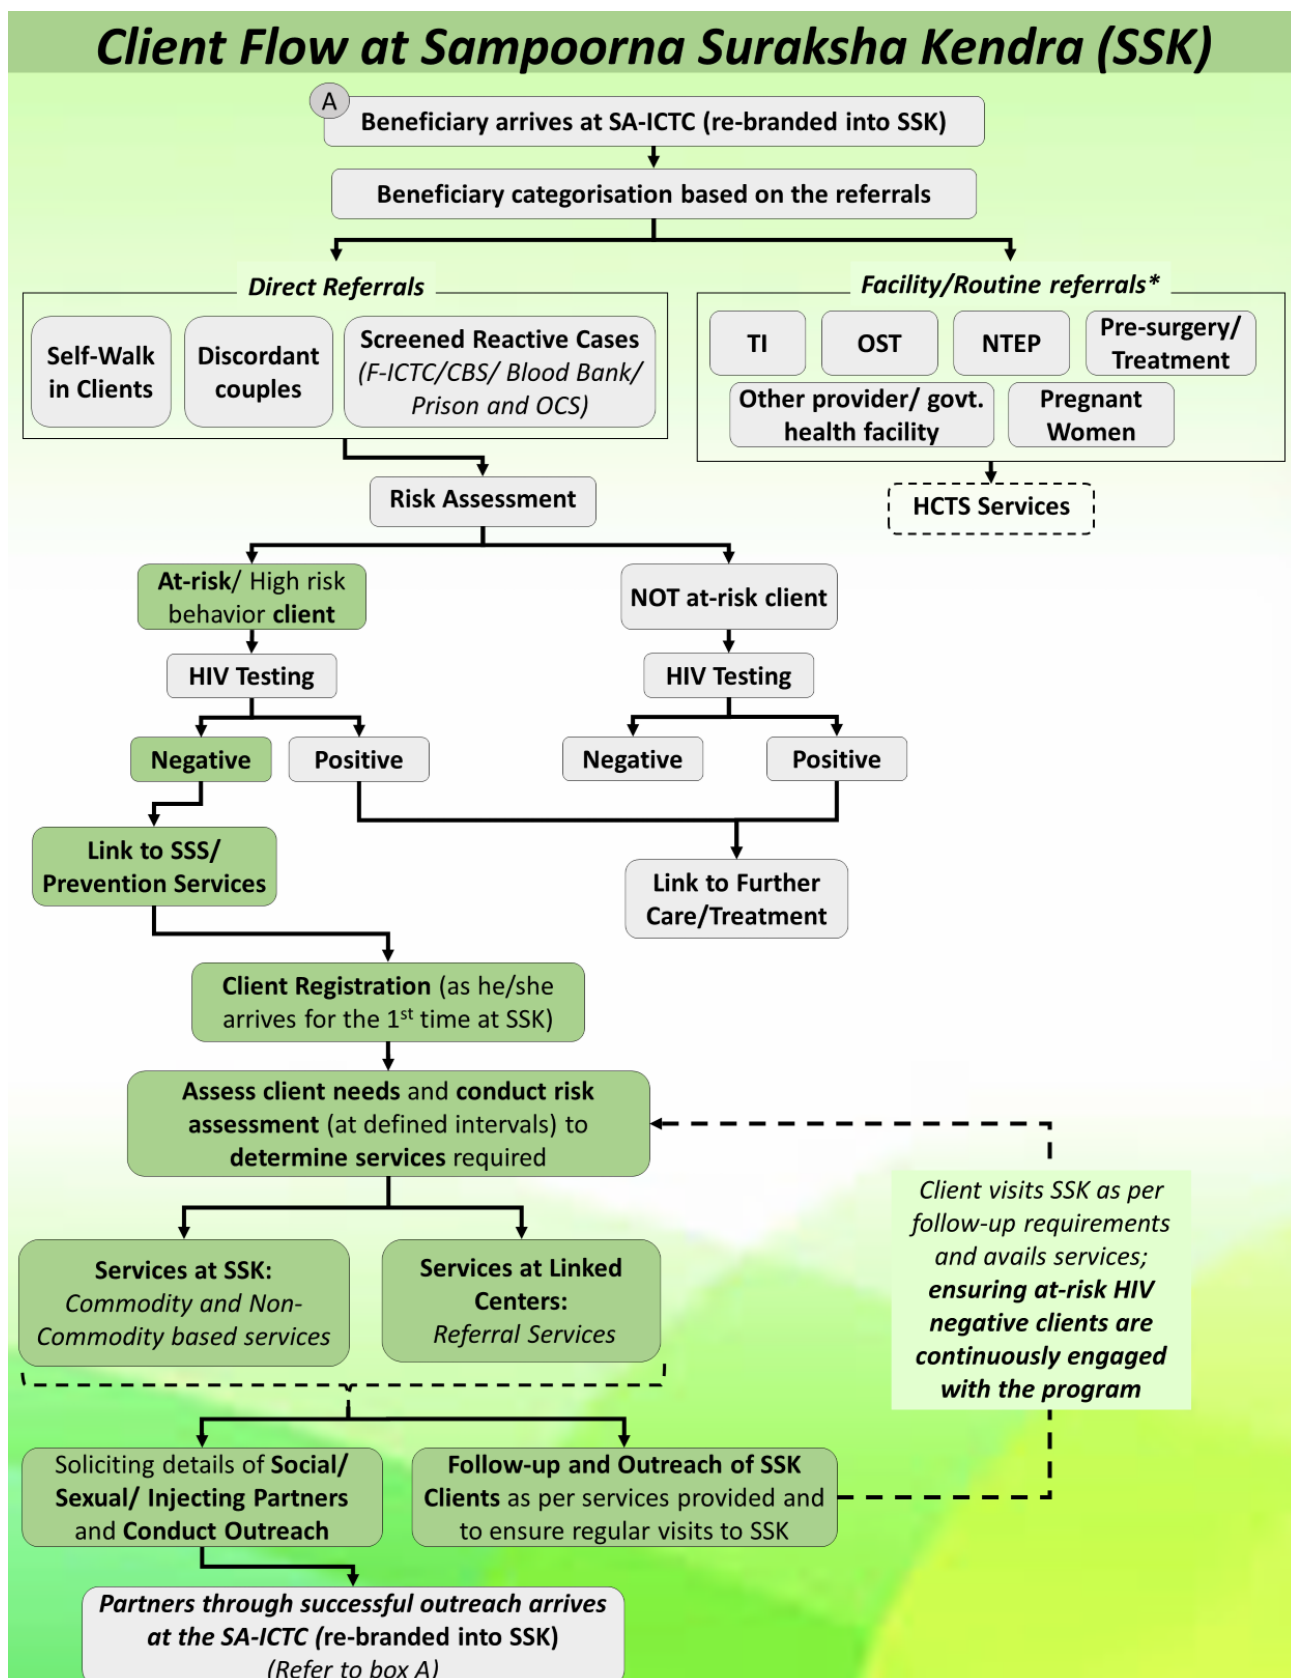 Client Flow at Sampoorna Suraksha Kendra (SSK)
A
Beneficiary arrives at SA-ICTC (re-branded into SSK)
Beneficiary categorisation based on the referrals
Direct Referrals
Self-Walk
in Clients
Discordant
couples
Screened Reactive Cases
(F-ICTC/CBS/ Blood Bank/
Prison and OCS)
Facility/Routine referrals*
TI
OST
NTEP
Pre-surgery/
Treatment
Other provider/ govt.
health facility
Pregnant
Women
Risk Assessment
HCTS Services
At-risk/ High risk
behavior client
NOT at-risk client
HIV Testing
HIV Testing
Negative
Positive
Negative
Positive
Link to SSS/
Prevention Services
Link to Further
Care/Treatment
Client Registration (as he/she
arrives for the 1st time at SSK)
Assess client needs and conduct risk
assessment (at defined intervals) to
determine services required
Client visits SSK as per
follow-up requirements
and avails services;
ensuring at-risk HIV
negative clients are
continuously engaged
with the program
Services at SSK:
Commodity and Non-
Commodity based services
Services at Linked
Centers:
Referral Services
Soliciting details of Social/
Sexual/ Injecting Partners
and Conduct Outreach
Follow-up and Outreach of SSK
Clients as per services provided and
to ensure regular visits to SSK
Partners through successful outreach arrives
at the SA-ICTC (re-branded into SSK)
(Refer to box A)